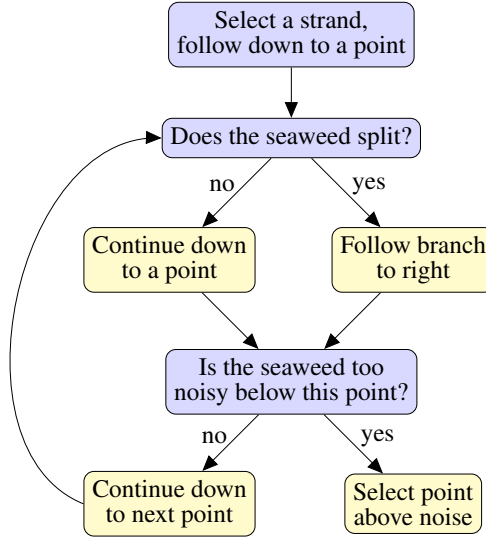 Select a strand,
follow down to a point
Does the seaweed split?
no
yes
Continue down
to a point
Follow branch
to right
Is the seaweed too
noisy below this point?
no
yes
Continue down
to next point
Select point
above noise